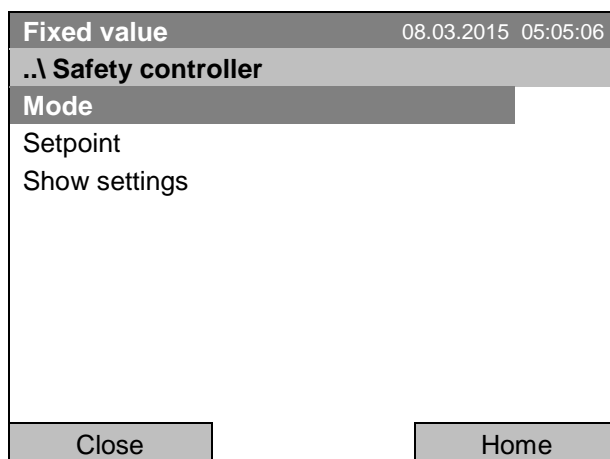 Fixed value 08.03.2015 05:05:06
..\ Safety controller
Mode
Setpoint
Show settings
Close Home